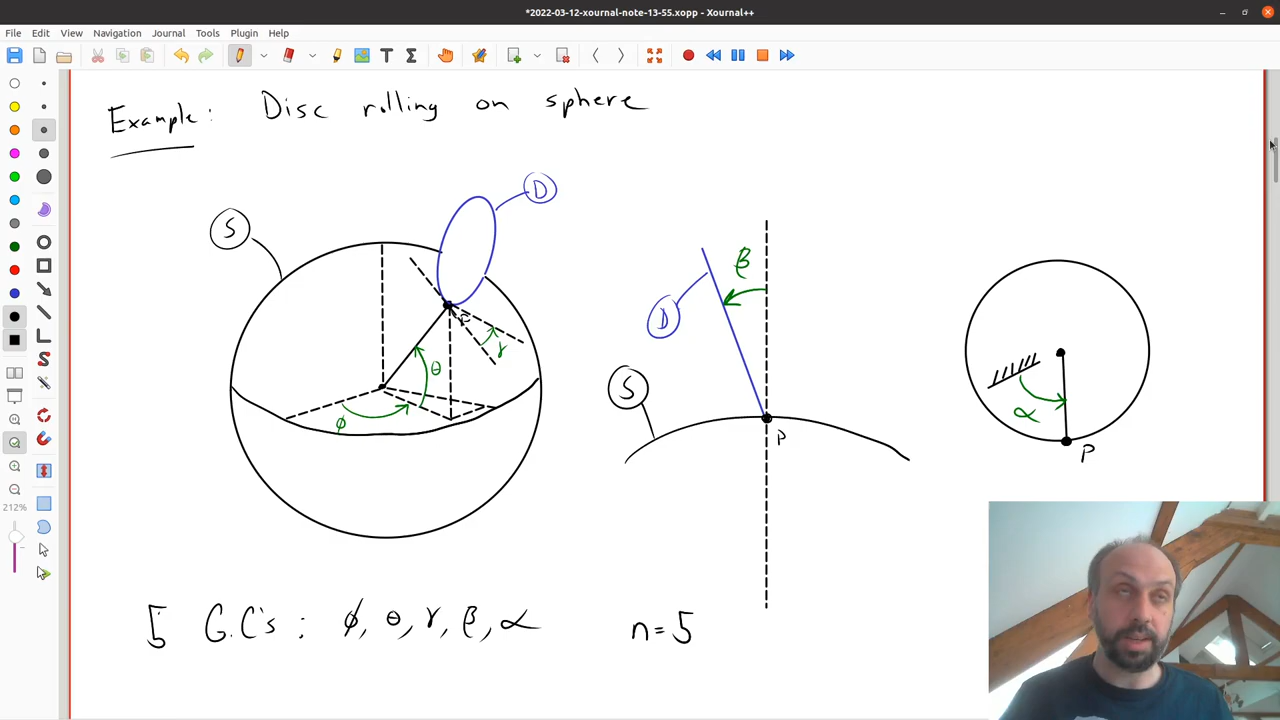 *2022-03-12-xournal-note-13-55.xopp - Xournal++
File Edit View Navigation Journal Tools Plugin Help
Example: Disc rolling on sphere
S
D
P
θ
γ
ϕ
β
D
S
P
α
P
212%
5 G.C's : ϕ, θ, γ, β, α n=5